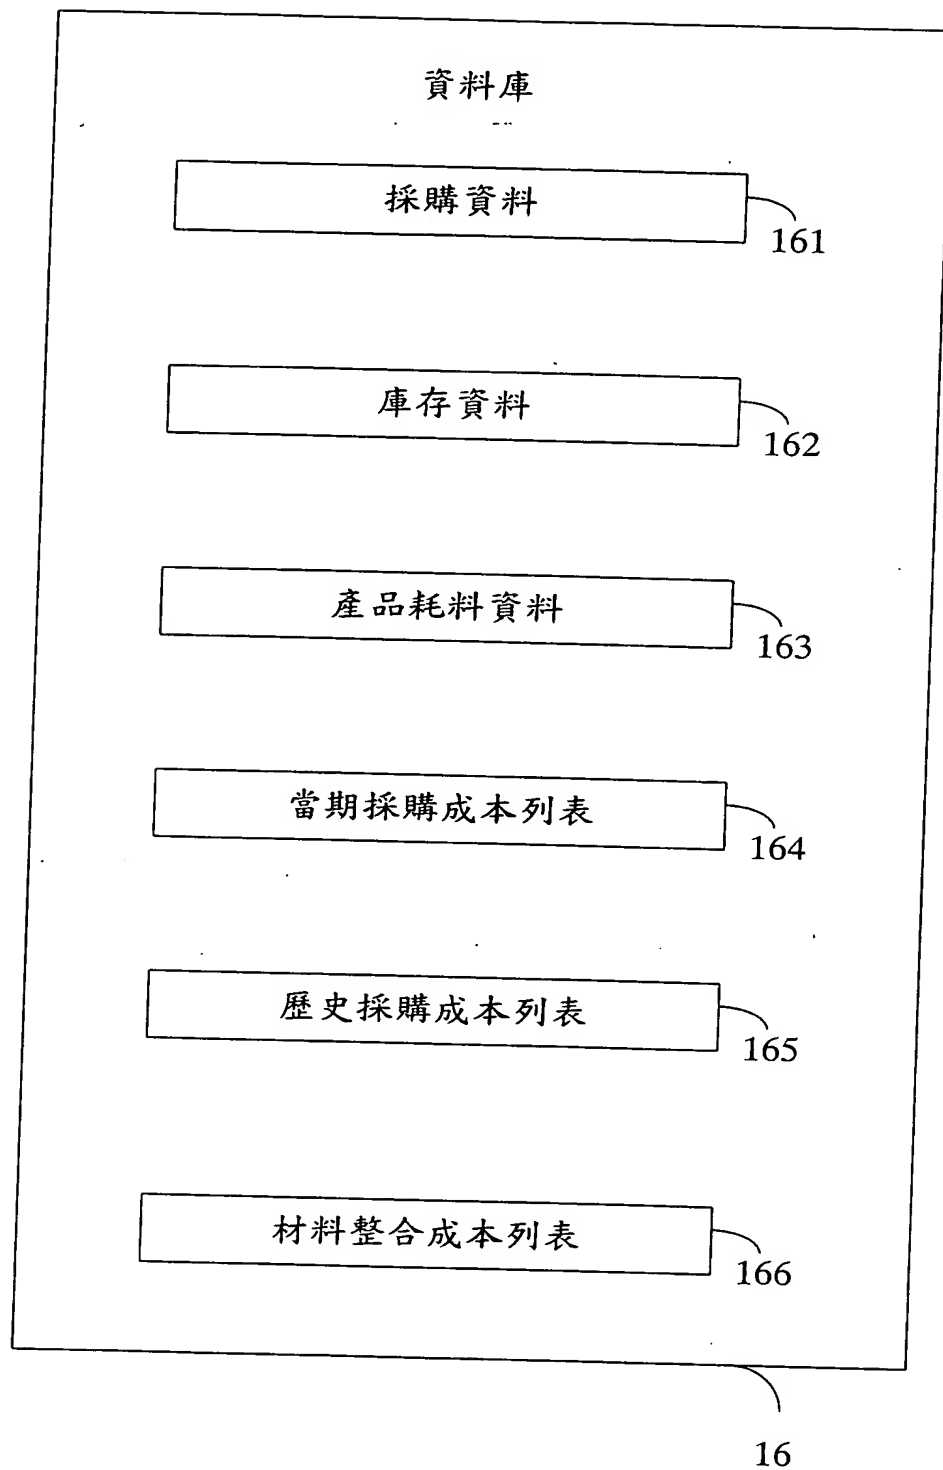 資料庫
採購資料
161
庫存資料
162
產品耗料資料
163
當期採購成本列表
164
歷史採購成本列表
165
材料整合成本列表
166
16